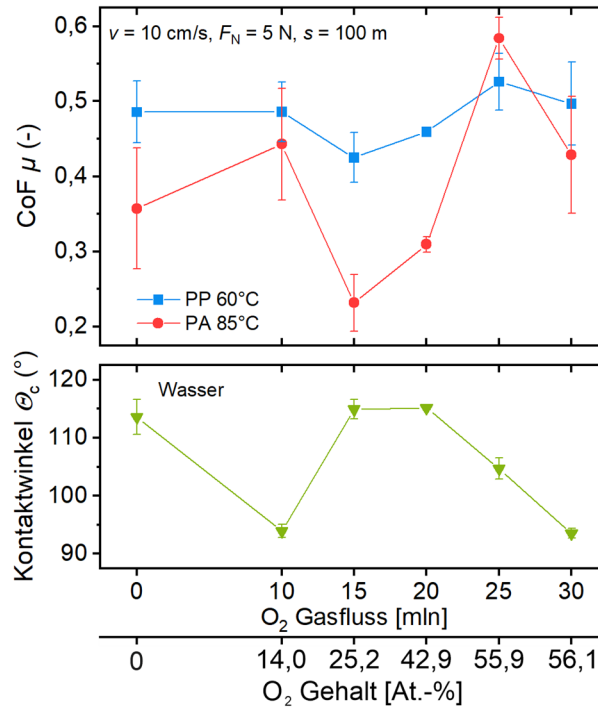 0,6
v = 10 cm/s, F_N = 5 N, s = 100 m
0,5
0,4
0,3
0,2
CoF μ (-)
PP 60°C
PA 85°C
120
110
100
90
Kontaktwinkel Θ_c (°)
Wasser
0 10 15 20 25 30
O₂ Gasfluss [mln]
0 14,0 25,2 42,9 55,9 56,1
O₂ Gehalt [At.-%]